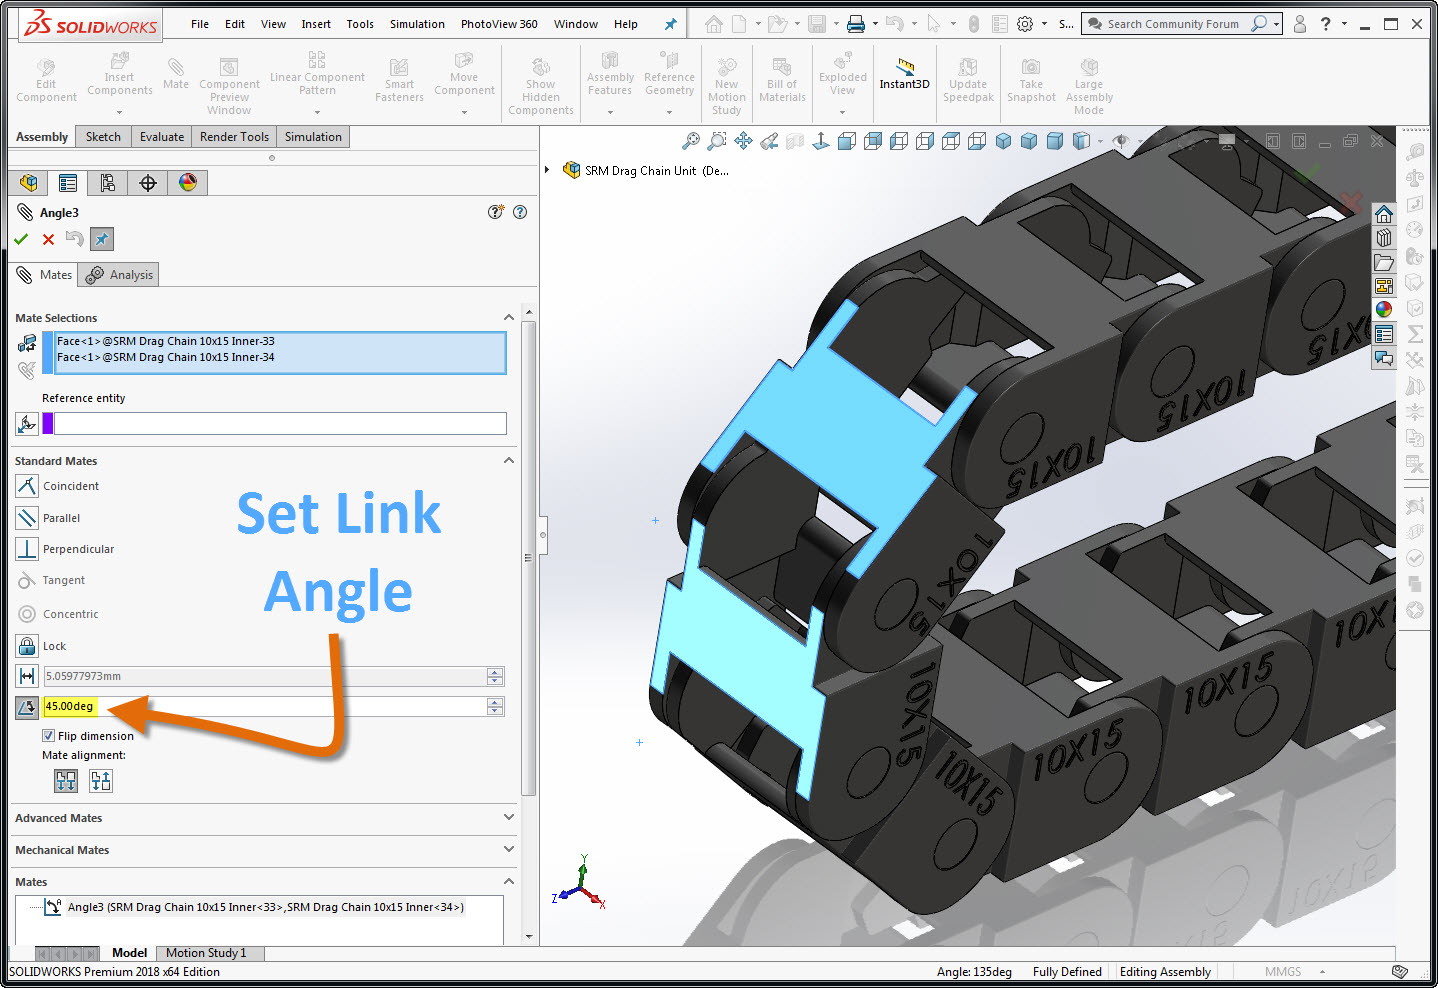 SOLIDWORKS File Edit View Insert Tools Simulation PhotoView 360 Window Help S... Search Community Forum ?
Edit Component
Insert Components
Mate
Component Preview Window
Linear Component Pattern
Smart Fasteners
Move Component
Show Hidden Components
Assembly Features
Reference Geometry
New Motion Study
Bill of Materials
Exploded View
Instant3D
Update Speedpak
Take Snapshot
Large Assembly Mode
Assembly Sketch Evaluate Render Tools Simulation
SRM Drag Chain Unit (De...
Angle3
Mates Analysis
Mate Selections
Face<1>@SRM Drag Chain 10x15 Inner-33
Face<1>@SRM Drag Chain 10x15 Inner-34
Reference entity
Standard Mates
Coincident
Parallel
Perpendicular
Tangent
Concentric
Lock
5.05977973mm
45.00deg
Flip dimension
Mate alignment:
Advanced Mates
Mechanical Mates
Mates
Angle3 (SRM Drag Chain 10x15 Inner<33>,SRM Drag Chain 10x15 Inner<34>)
Set Link
Angle
10X15
10X15
10X15
10X15
10X15
10X15
10X15
10X15
10X15
Y
Z
X
Model Motion Study 1
SOLIDWORKS Premium 2018 x64 Edition Angle: 135deg Fully Defined Editing Assembly MMGS